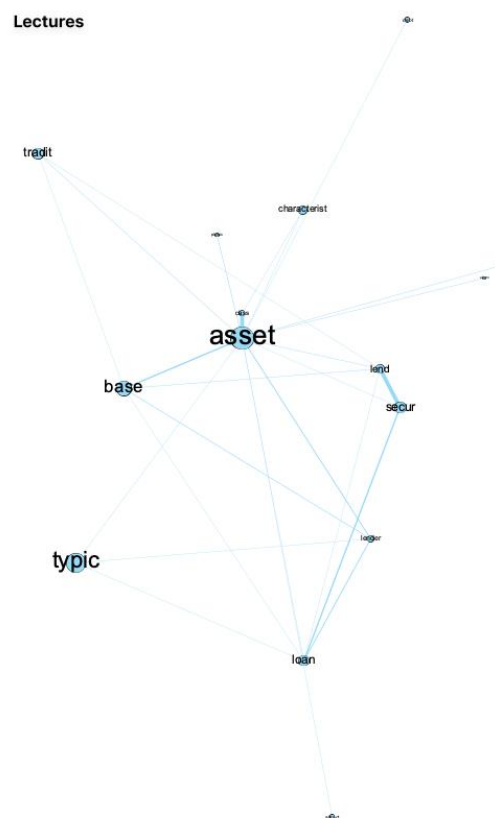 Lectures
tradit
characterist
asset
lend
base
secur
lender
typic
loan